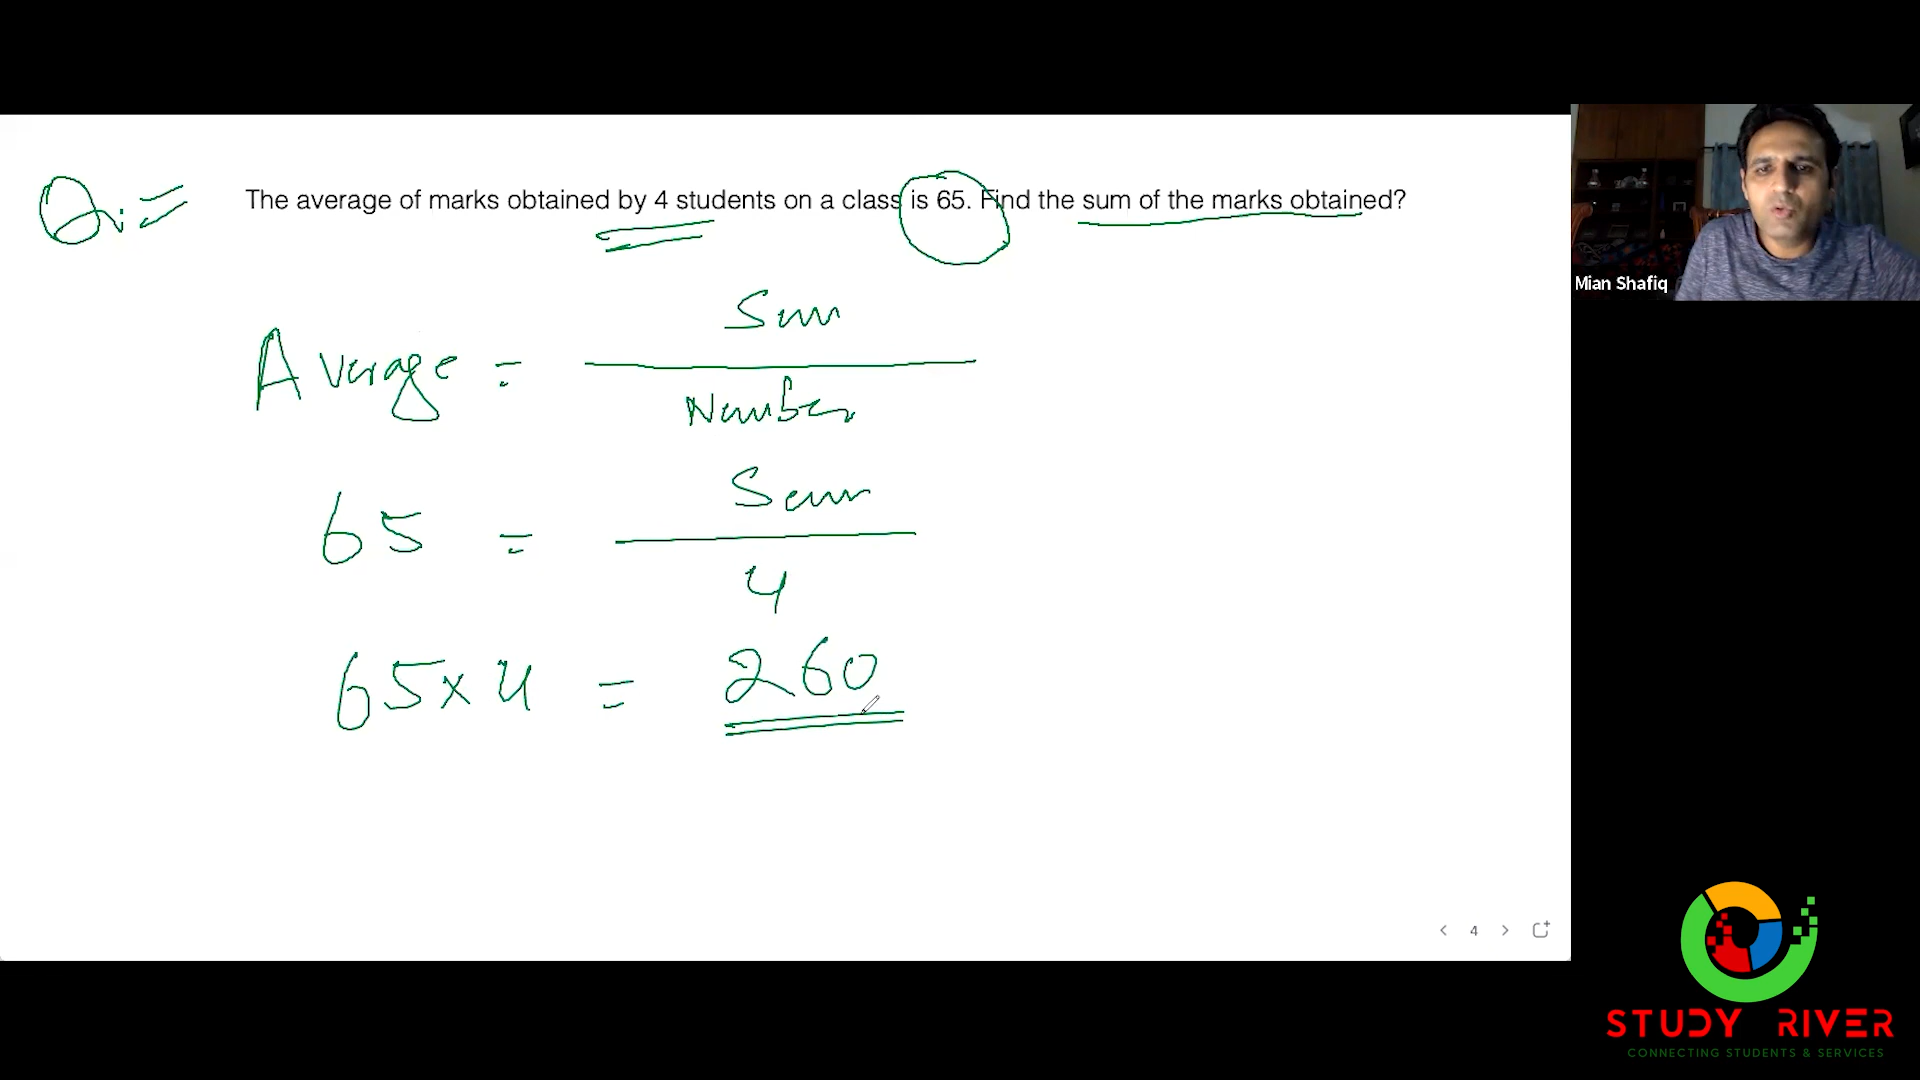 Q:=
The average of marks obtained by 4 students on a class is 65. Find the sum of the marks obtained?
Average = Sum
Number
65 = Sum
4
65 x 4 = 260
4
Mian Shafiq
STUDY RIVER
CONNECTING STUDENTS & SERVICES